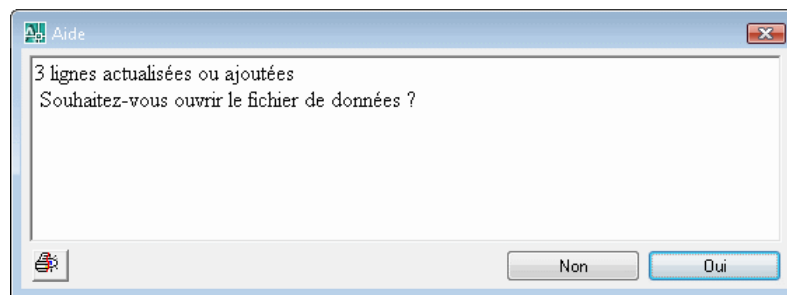 Aide
3 lignes actualisées ou ajoutées
Souhaitez-vous ouvrir le fichier de données ?
Non
Oui